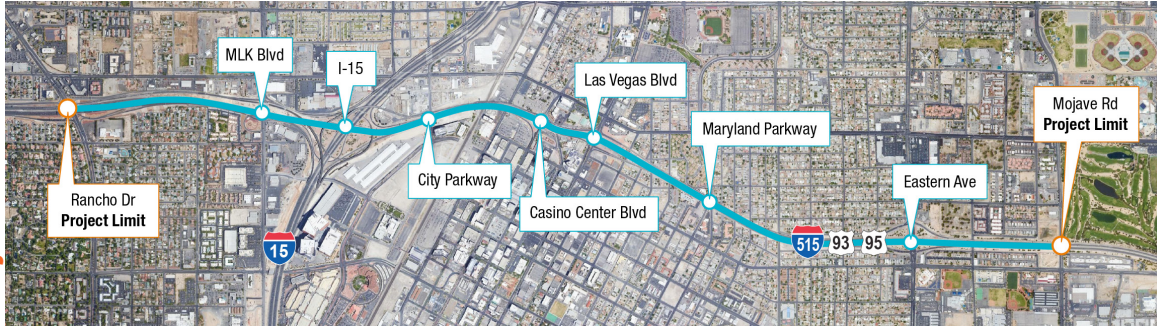 MLK Blvd
I-15
Las Vegas Blvd
Mojave Rd
Project Limit
Maryland Parkway
City Parkway
Eastern Ave
Rancho Dr
Project Limit
Casino Center Blvd
15
515
93
95